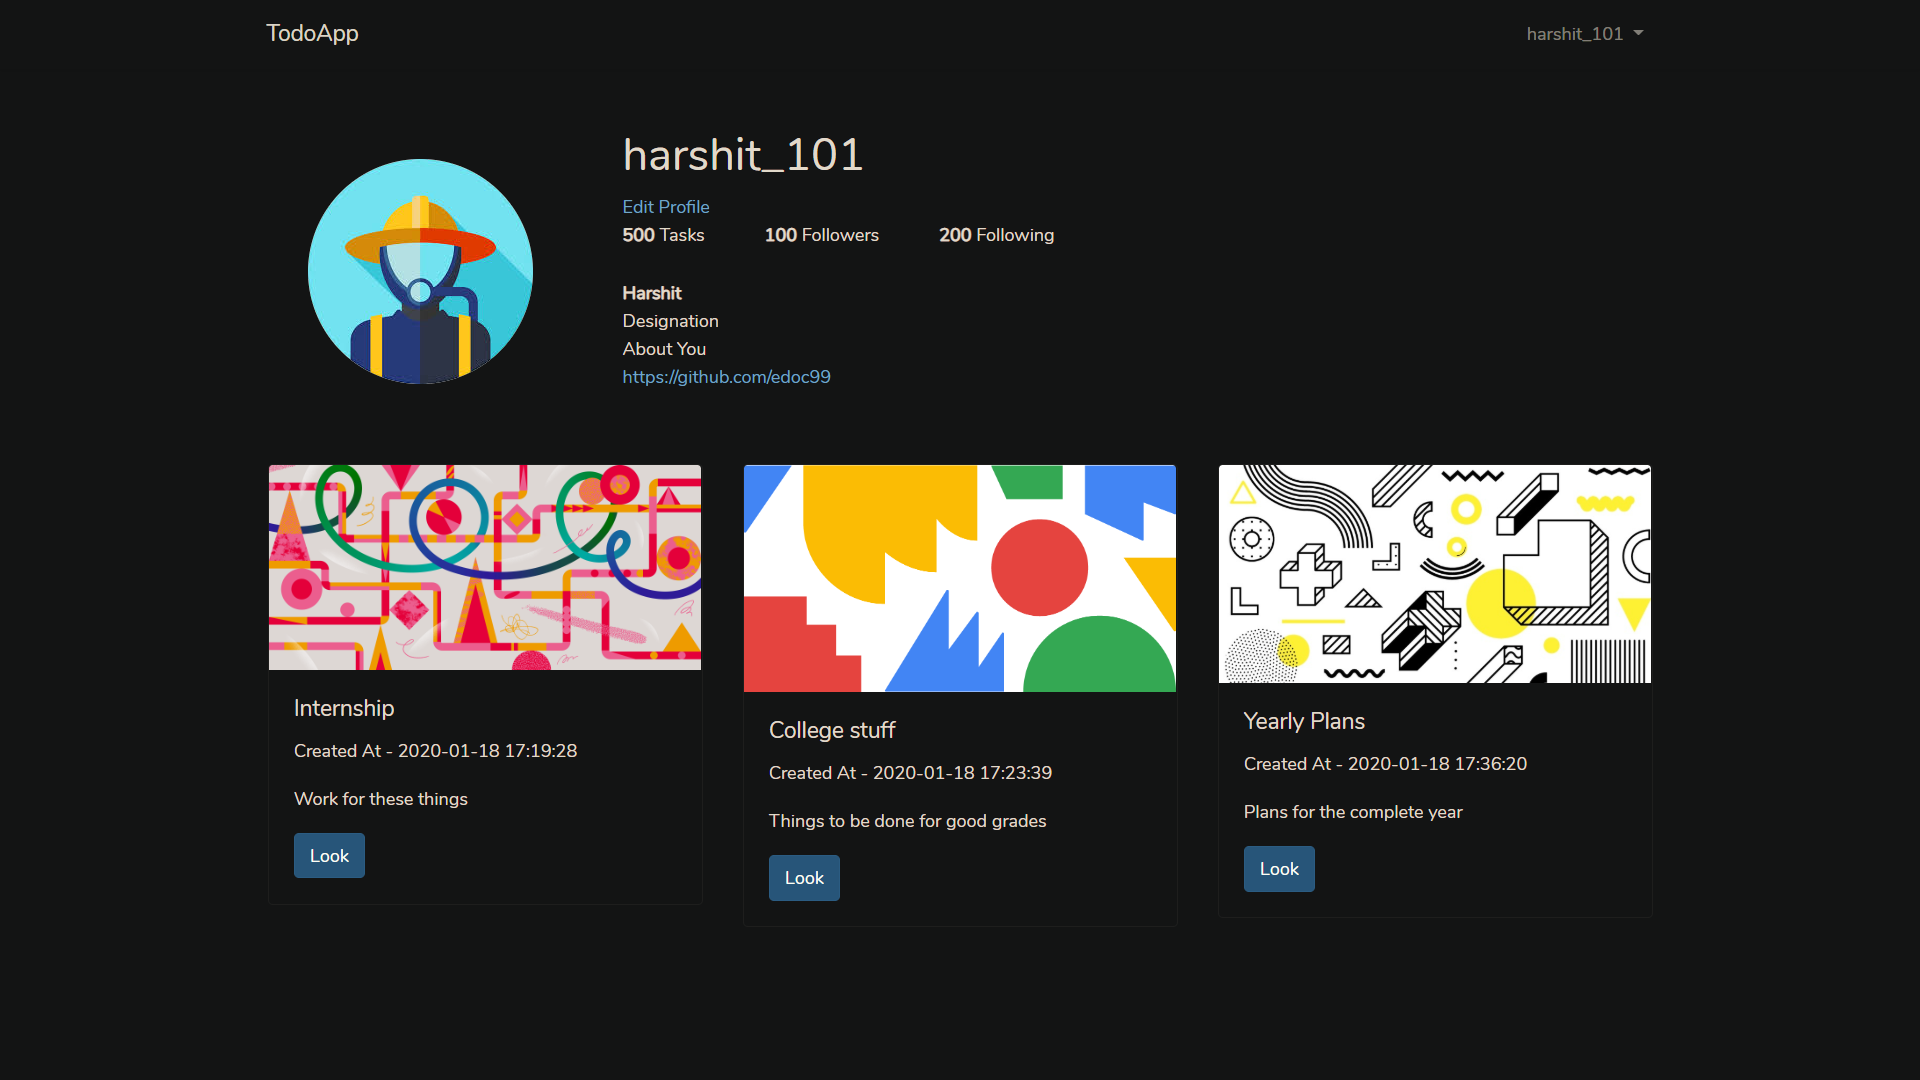 TodoApp
harshit_101
harshit_101
Edit Profile
500 Tasks 100 Followers 200 Following
Harshit
Designation
About You
https://github.com/edoc99
Internship
Created At - 2020-01-18 17:19:28
Work for these things
Look
College stuff
Created At - 2020-01-18 17:23:39
Things to be done for good grades
Look
Yearly Plans
Created At - 2020-01-18 17:36:20
Plans for the complete year
Look